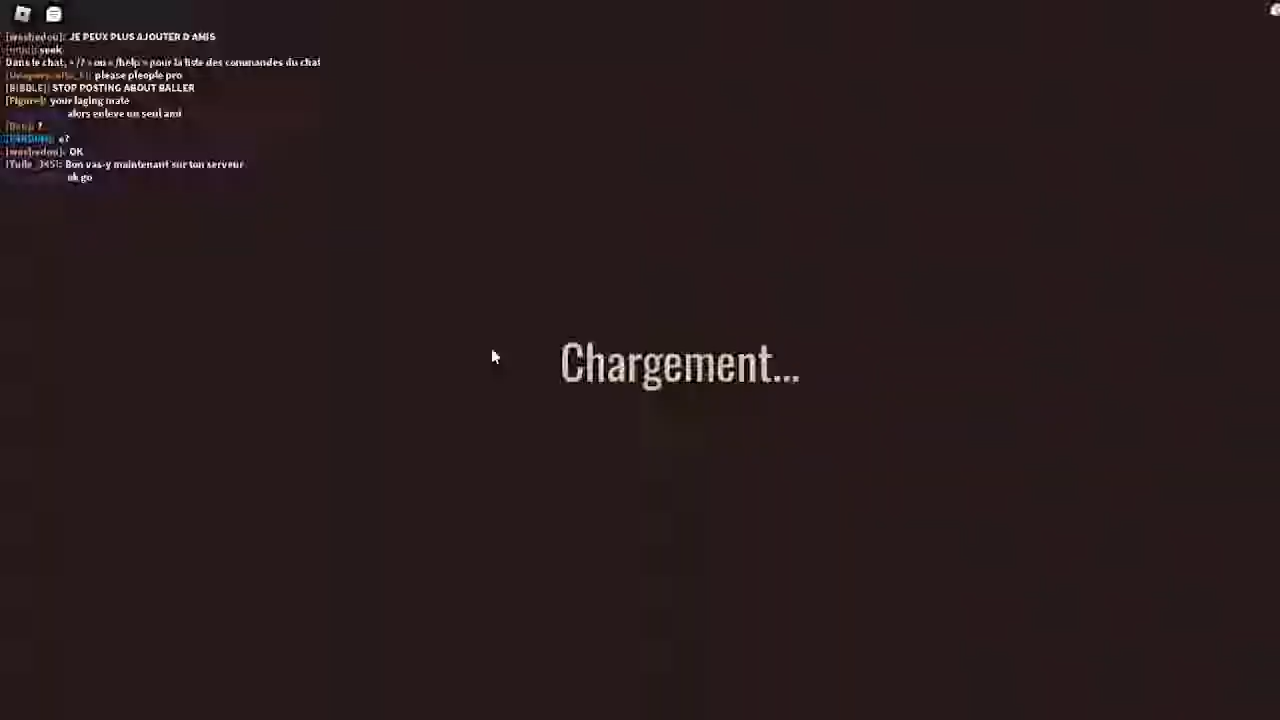 JE PEUX PLUS AJOUTER D AMIS
seek
Dans le chat, « /? » ou « /help » pour la liste des commandes du chat
please pleople pro
[BIBBLE]: STOP POSTING ABOUT BALLER
[Figure]: your laging mate
alors enleve un seul ami
?
e?
OK
Bon vas-y maintenant sur ton serveur
ok go
Chargement...